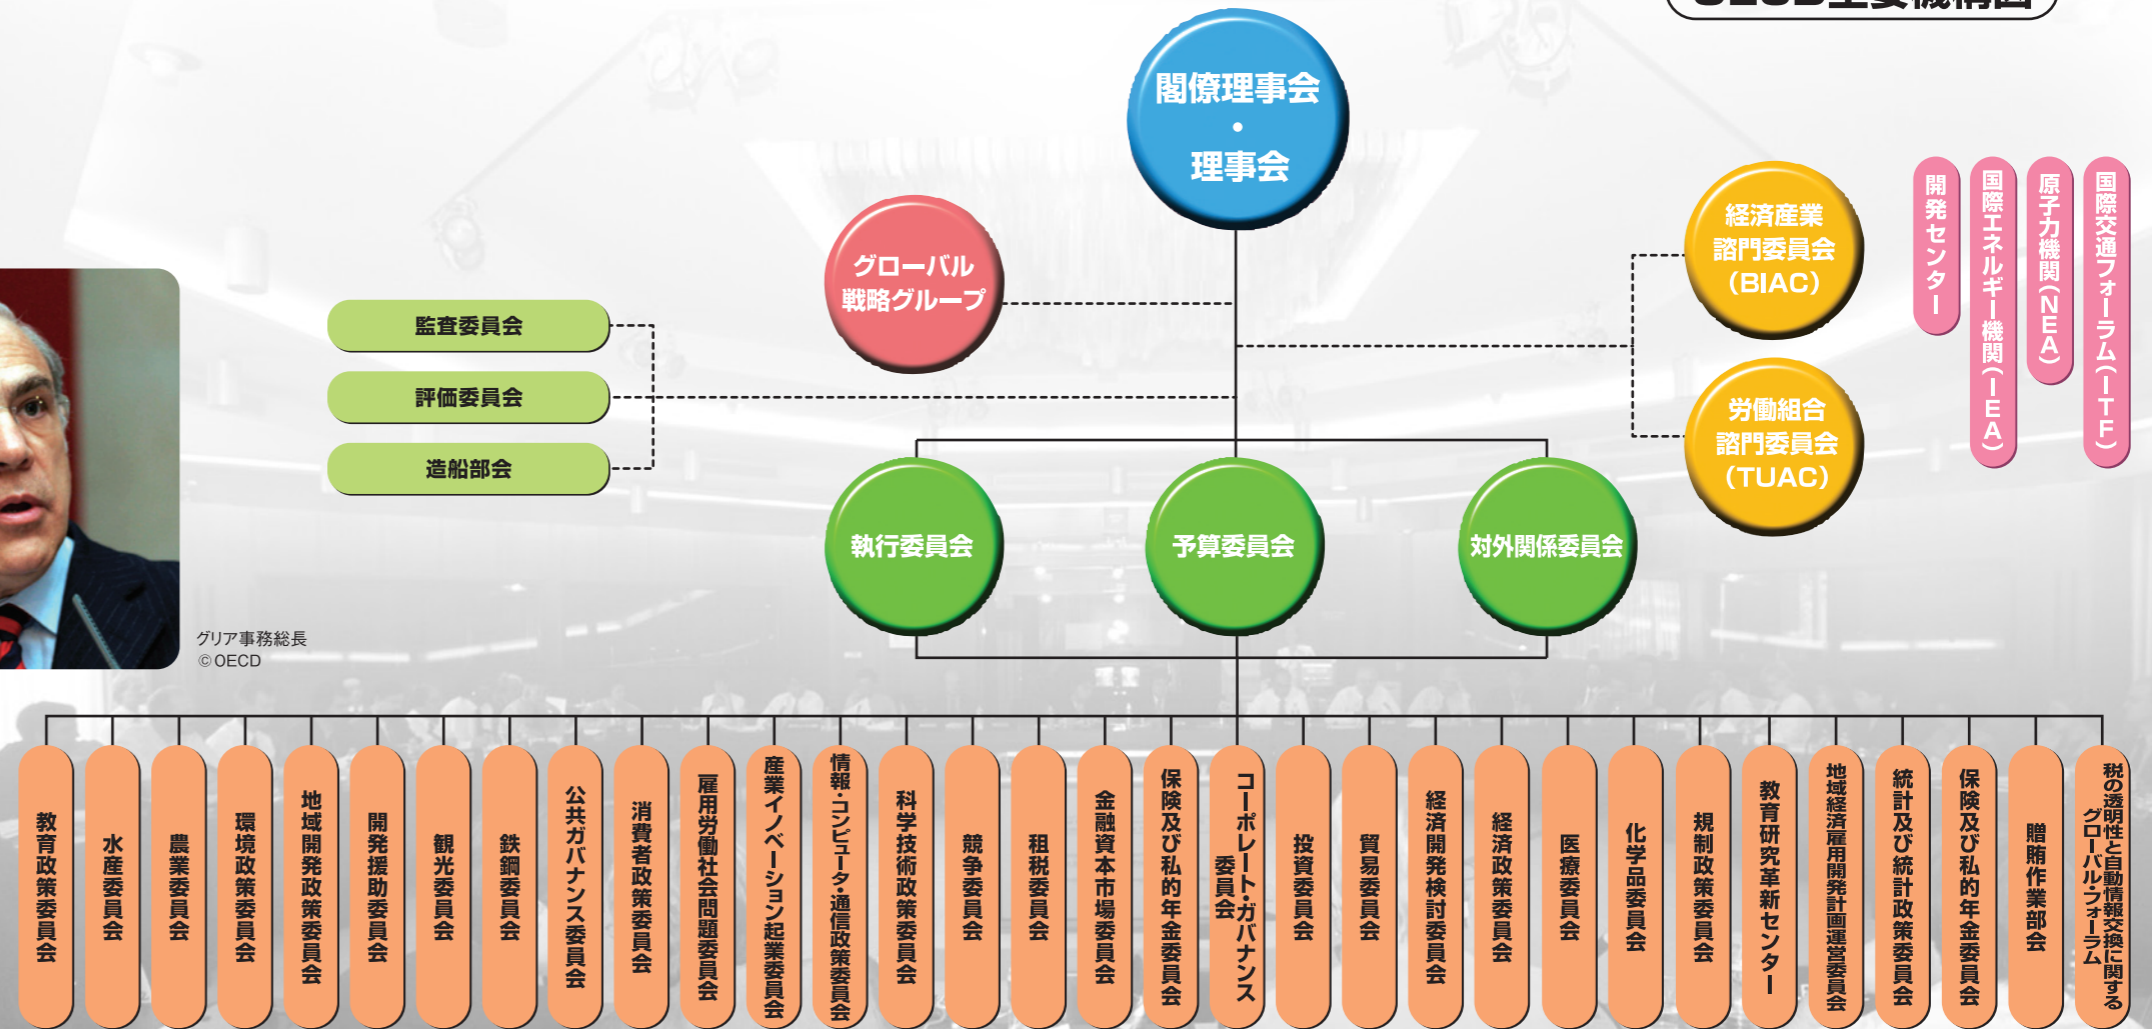 OECD主要機構図
閣僚理事会
・
理事会
グローバル
戦略グループ
監査委員会
評価委員会
造船部会
経済産業
諮門委員会
(BIAC)
労働組合
諮門委員会
(TUAC)
開発センター
国際エネルギー機関(IEA)
原子力機関(NEA)
国際交通フォーラム(ITF)
執行委員会
予算委員会
対外関係委員会
グリア事務総長
©OECD
教育政策委員会
水産委員会
農業委員会
環境政策委員会
地域開発政策委員会
開発援助委員会
観光委員会
鉄鋼委員会
公共ガバナンス委員会
消費者政策委員会
雇用労働社会問題委員会
産業イノベーション起業委員会
情報・コンピュータ・通信政策委員会
科学技術政策委員会
競争委員会
租税委員会
金融資本市場委員会
保険及び私的年金委員会
コーポレート・ガバナンス
委員会
投資委員会
貿易委員会
経済開発検討委員会
経済政策委員会
医療委員会
化学品委員会
規制政策委員会
教育研究革新センター
地域経済雇用開発計画運営委員会
統計及び統計政策委員会
保険及び私的年金委員会
贈賄作業部会
税の透明性と自動情報交換に関する
グローバル・フォーラム